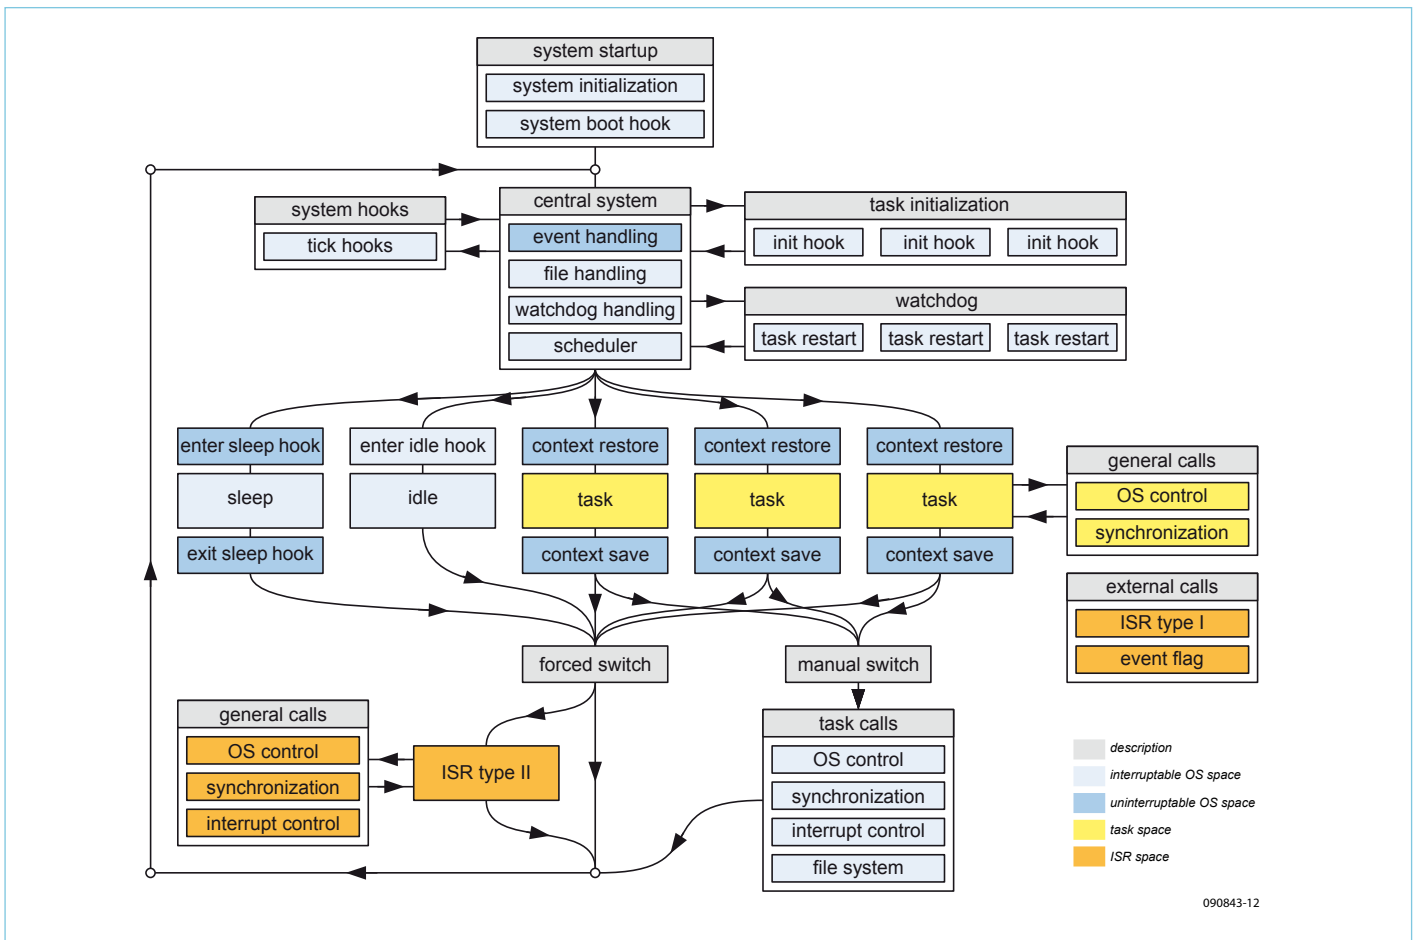 system startup
system initialization
system boot hook
system hooks
tick hooks
central system
event handling
file handling
watchdog handling
scheduler
task initialization
init hook init hook init hook
watchdog
task restart task restart task restart
enter sleep hook enter idle hook context restore context restore context restore
sleep idle task task task
exit sleep hook context save context save context save
general calls
OS control
synchronization
external calls
ISR type I
event flag
forced switch manual switch
general calls
OS control
synchronization
interrupt control
ISR type II
task calls
OS control
synchronization
interrupt control
file system
description
interruptable OS space
uninterruptable OS space
task space
ISR space
090843-12